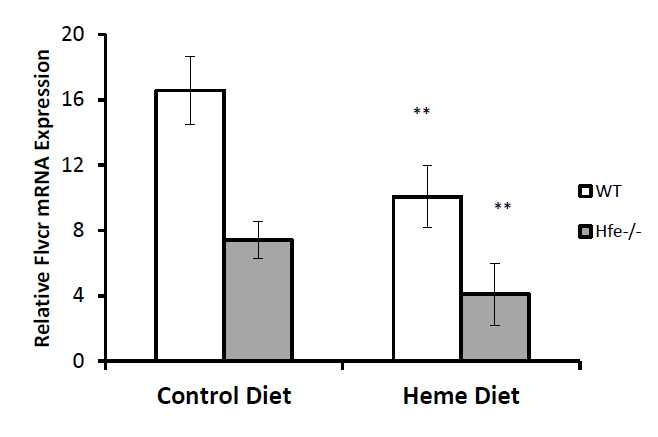 Relative Flvcr mRNA Expression
20
16
12
8
4
0
**
**
WT
Hfe-/-
Control Diet
Heme Diet